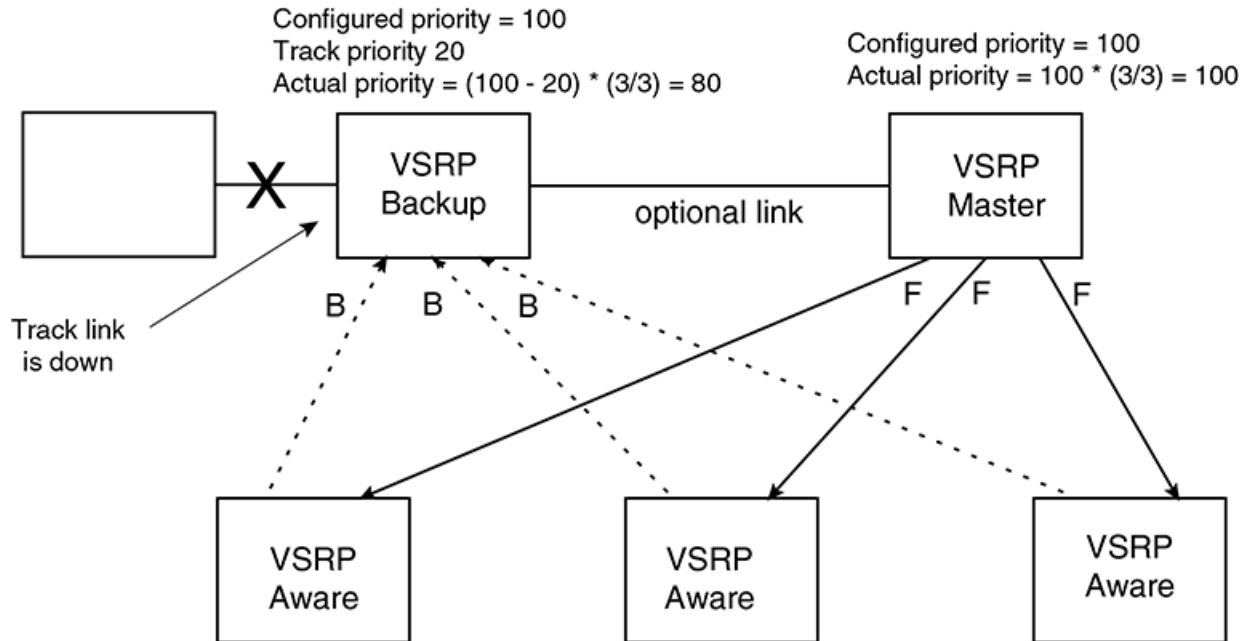 Configured priority = 100
Track priority 20
Actual priority = (100 - 20) * (3/3) = 80
Configured priority = 100
Actual priority = 100 * (3/3) = 100
X
VSRP
Backup
optional link
VSRP
Master
Track link
is down
B
B
B
F
F
F
VSRP
Aware
VSRP
Aware
VSRP
Aware